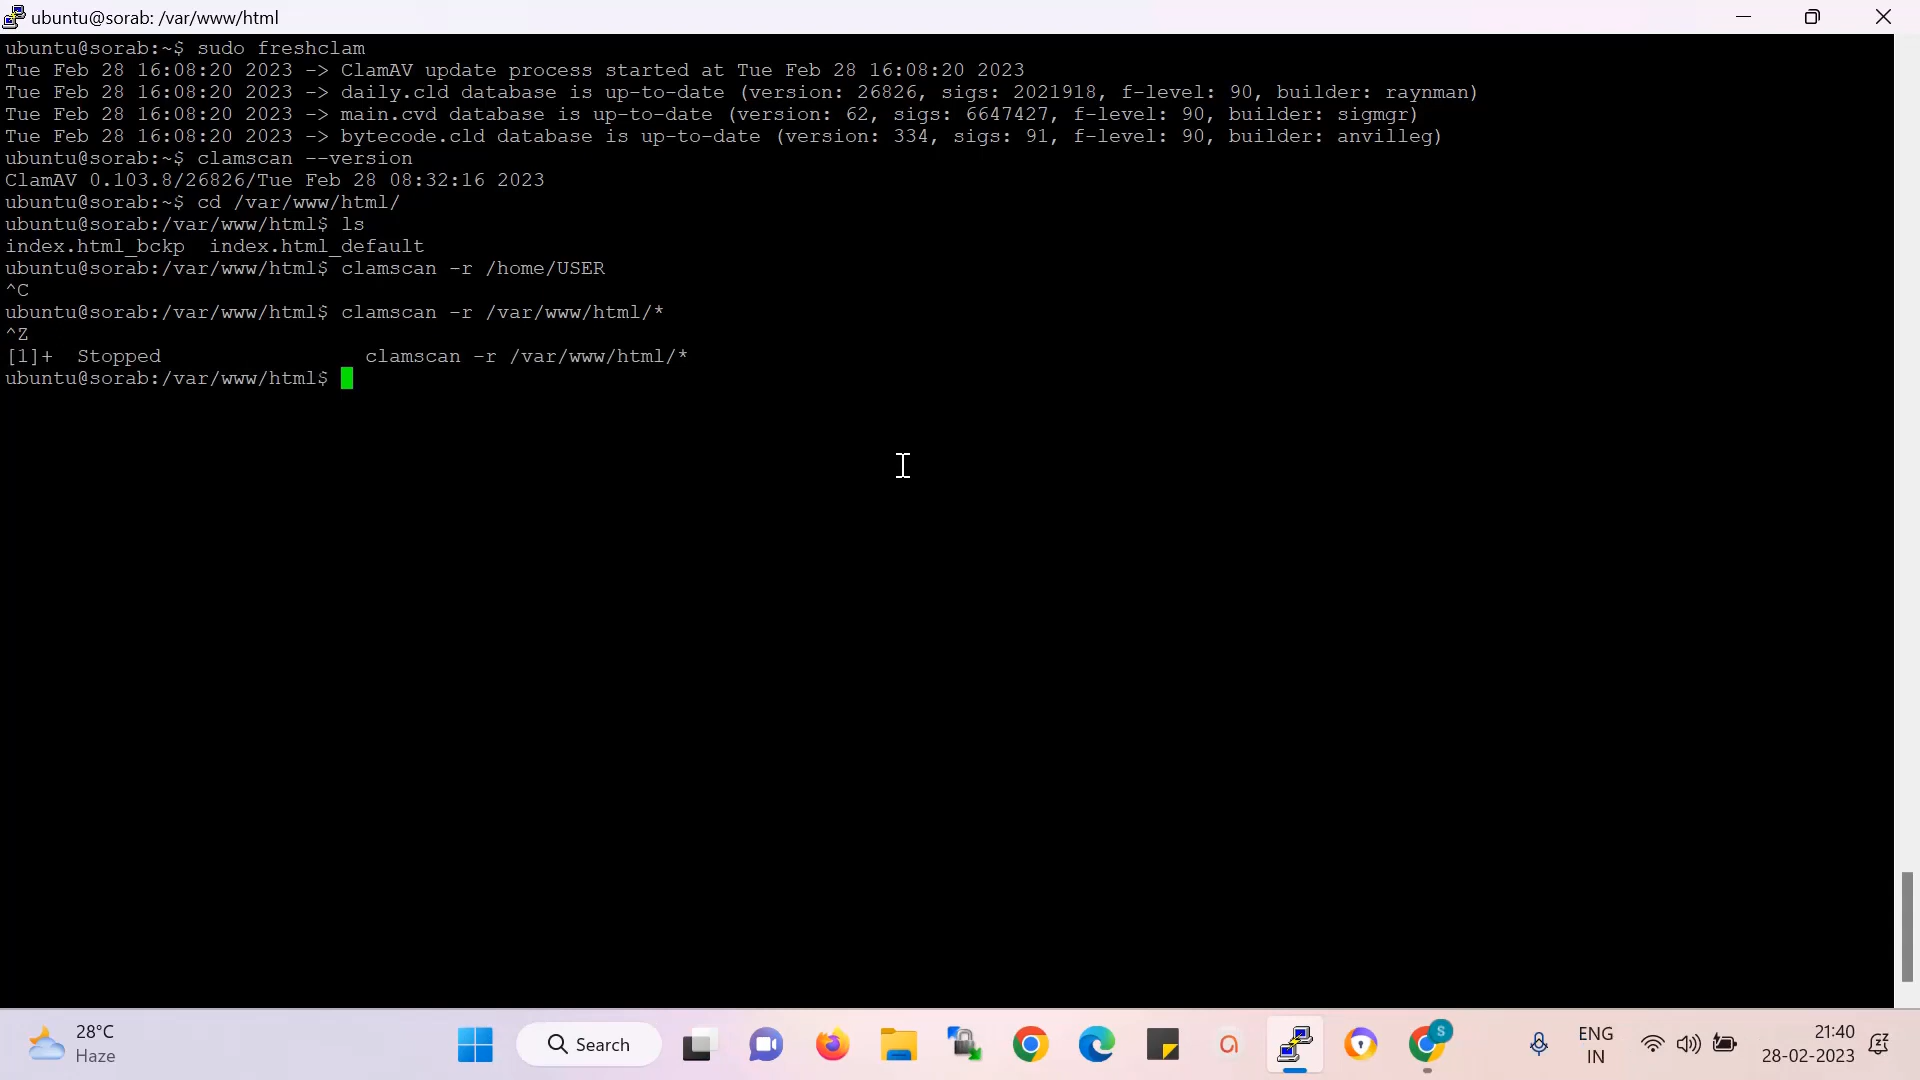 ubuntu@sorab: /var/www/html
ubuntu@sorab:~$ sudo freshclam
Tue Feb 28 16:08:20 2023 -> ClamAV update process started at Tue Feb 28 16:08:20 2023
Tue Feb 28 16:08:20 2023 -> daily.cld database is up-to-date (version: 26826, sigs: 2021918, f-level: 90, builder: raynman)
Tue Feb 28 16:08:20 2023 -> main.cvd database is up-to-date (version: 62, sigs: 6647427, f-level: 90, builder: sigmgr)
Tue Feb 28 16:08:20 2023 -> bytecode.cld database is up-to-date (version: 334, sigs: 91, f-level: 90, builder: anvilleg)
ubuntu@sorab:~$ clamscan --version
ClamAV 0.103.8/26826/Tue Feb 28 08:32:16 2023
ubuntu@sorab:~$ cd /var/www/html/
ubuntu@sorab:/var/www/html$ ls
index.html_bckp  index.html_default
ubuntu@sorab:/var/www/html$ clamscan -r /home/USER
^C
ubuntu@sorab:/var/www/html$ clamscan -r /var/www/html/*
^Z
[1]+  Stopped                 clamscan -r /var/www/html/*
ubuntu@sorab:/var/www/html$
28°C
Haze
Search
S
ENG
IN
21:40
28-02-2023